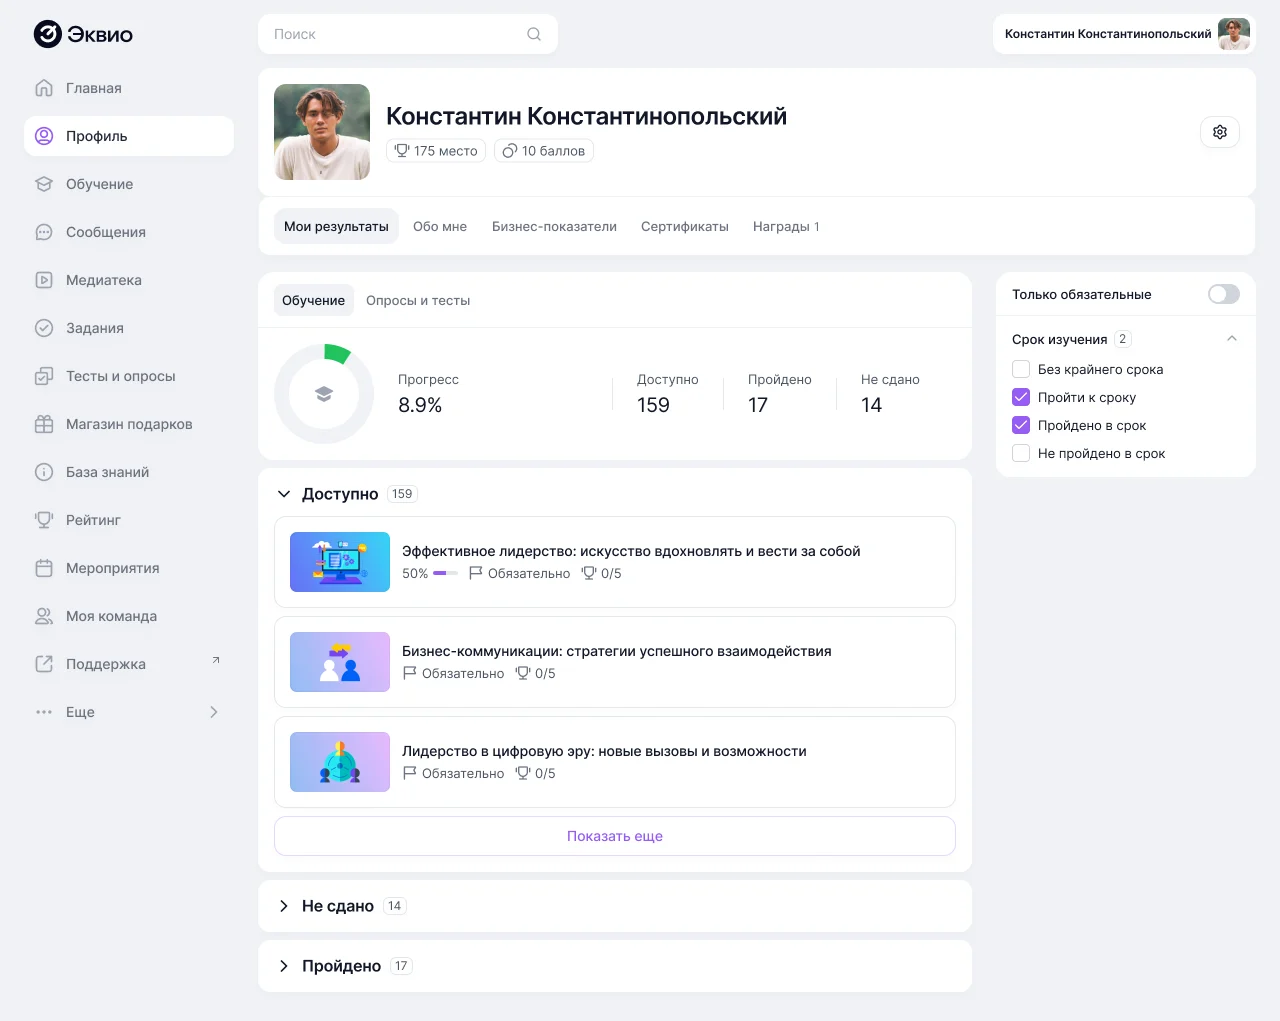 Эквио
Поиск
Константин Константинопольский
Главная
Профиль
Обучение
Сообщения
Медиатека
Задания
Тесты и опросы
Магазин подарков
База знаний
Рейтинг
Мероприятия
Моя команда
Поддержка
Еще
Константин Константинопольский
175 место
10 баллов
Мои результаты
Обо мне
Бизнес-показатели
Сертификаты
Награды 1
Обучение
Опросы и тесты
Прогресс
8.9%
Доступно
159
Пройдено
17
Не сдано
14
Доступно 159
Эффективное лидерство: искусство вдохновлять и вести за собой
50% Обязательно 0/5
Бизнес-коммуникации: стратегии успешного взаимодействия
Обязательно 0/5
Лидерство в цифровую эру: новые вызовы и возможности
Обязательно 0/5
Показать еще
Не сдано 14
Пройдено 17
Только обязательные
Срок изучения 2
Без крайнего срока
Пройти к сроку
Пройдено в срок
Не пройдено в срок